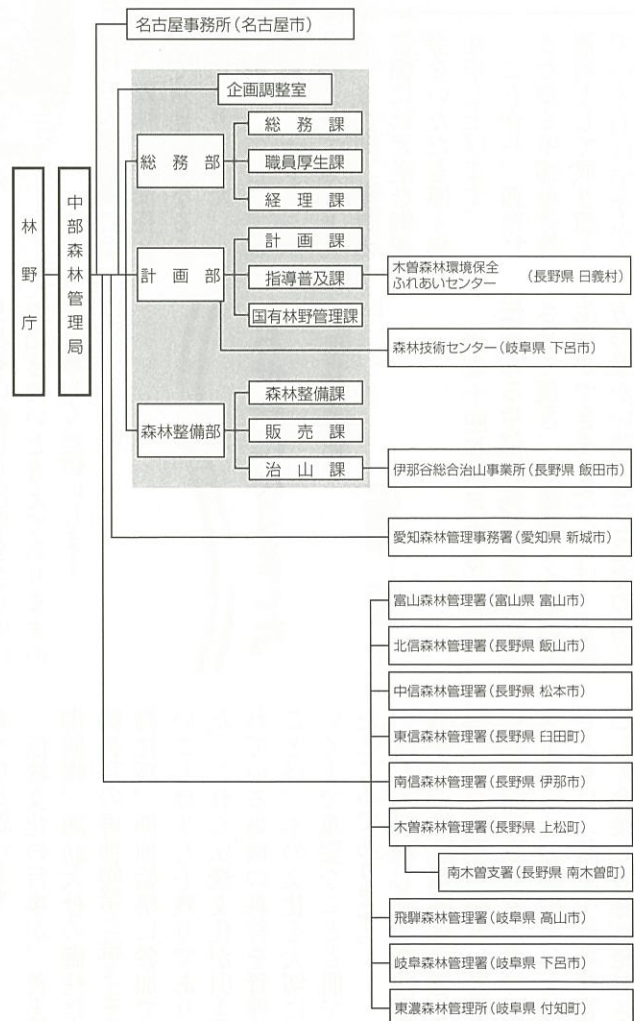 名古屋事務所(名古屋市)
企画調整室
総務課
総務部
職員厚生課
経理課
林野庁
中部森林管理局
計画課
計画部
指導普及課
木曽森林環境保全
ふれあいセンター (長野県 日義村)
国有林野管理課
森林技術センター(岐阜県 下呂市)
森林整備課
森林整備部
販売課
治山課
伊那谷総合治山事業所(長野県 飯田市)
愛知森林管理事務署(愛知県 新城市)
富山森林管理署(富山県 富山市)
北信森林管理署(長野県 飯山市)
中信森林管理署(長野県 松本市)
東信森林管理署(長野県 臼田町)
南信森林管理署(長野県 伊那市)
木曽森林管理署(長野県 上松町)
南木曽支署(長野県 南木曽町)
飛騨森林管理署(岐阜県 高山市)
岐阜森林管理署(岐阜県 下呂市)
東濃森林管理所(岐阜県 付知町)